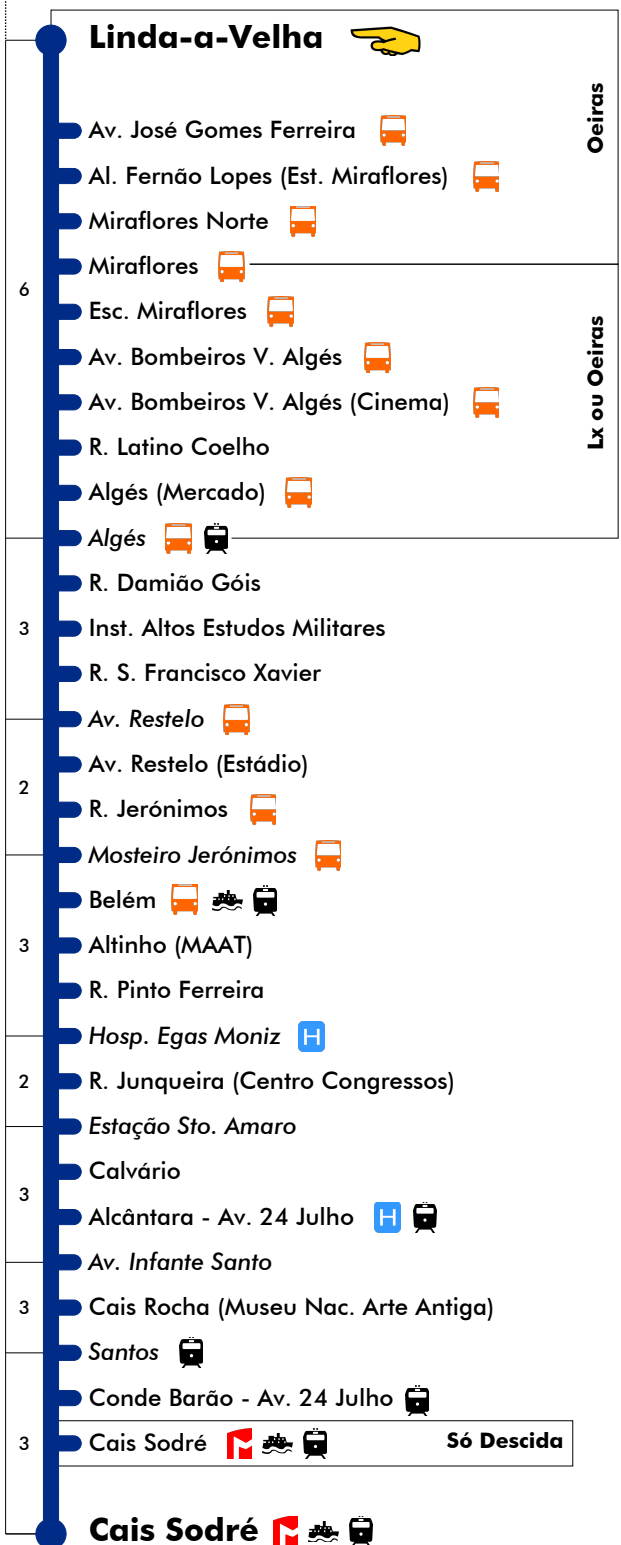 Linda-a-Velha
Oeiras
Av. José Gomes Ferreira
Al. Fernão Lopes (Est. Miraflores)
Miraflores Norte
Miraflores
6
Esc. Miraflores
Lx ou Oeiras
Av. Bombeiros V. Algés
Av. Bombeiros V. Algés (Cinema)
R. Latino Coelho
Algés (Mercado)
Algés
R. Damião Góis
3
Inst. Altos Estudos Militares
R. S. Francisco Xavier
Av. Restelo
Av. Restelo (Estádio)
2
R. Jerónimos
Mosteiro Jerónimos
Belém
3
Altinho (MAAT)
R. Pinto Ferreira
Hosp. Egas Moniz
H
2
R. Junqueira (Centro Congressos)
Estação Sto. Amaro
Calvário
3
Alcântara - Av. 24 Julho
H
Av. Infante Santo
3
Cais Rocha (Museu Nac. Arte Antiga)
Santos
Conde Barão - Av. 24 Julho
3
Cais Sodré
Só Descida
Cais Sodré